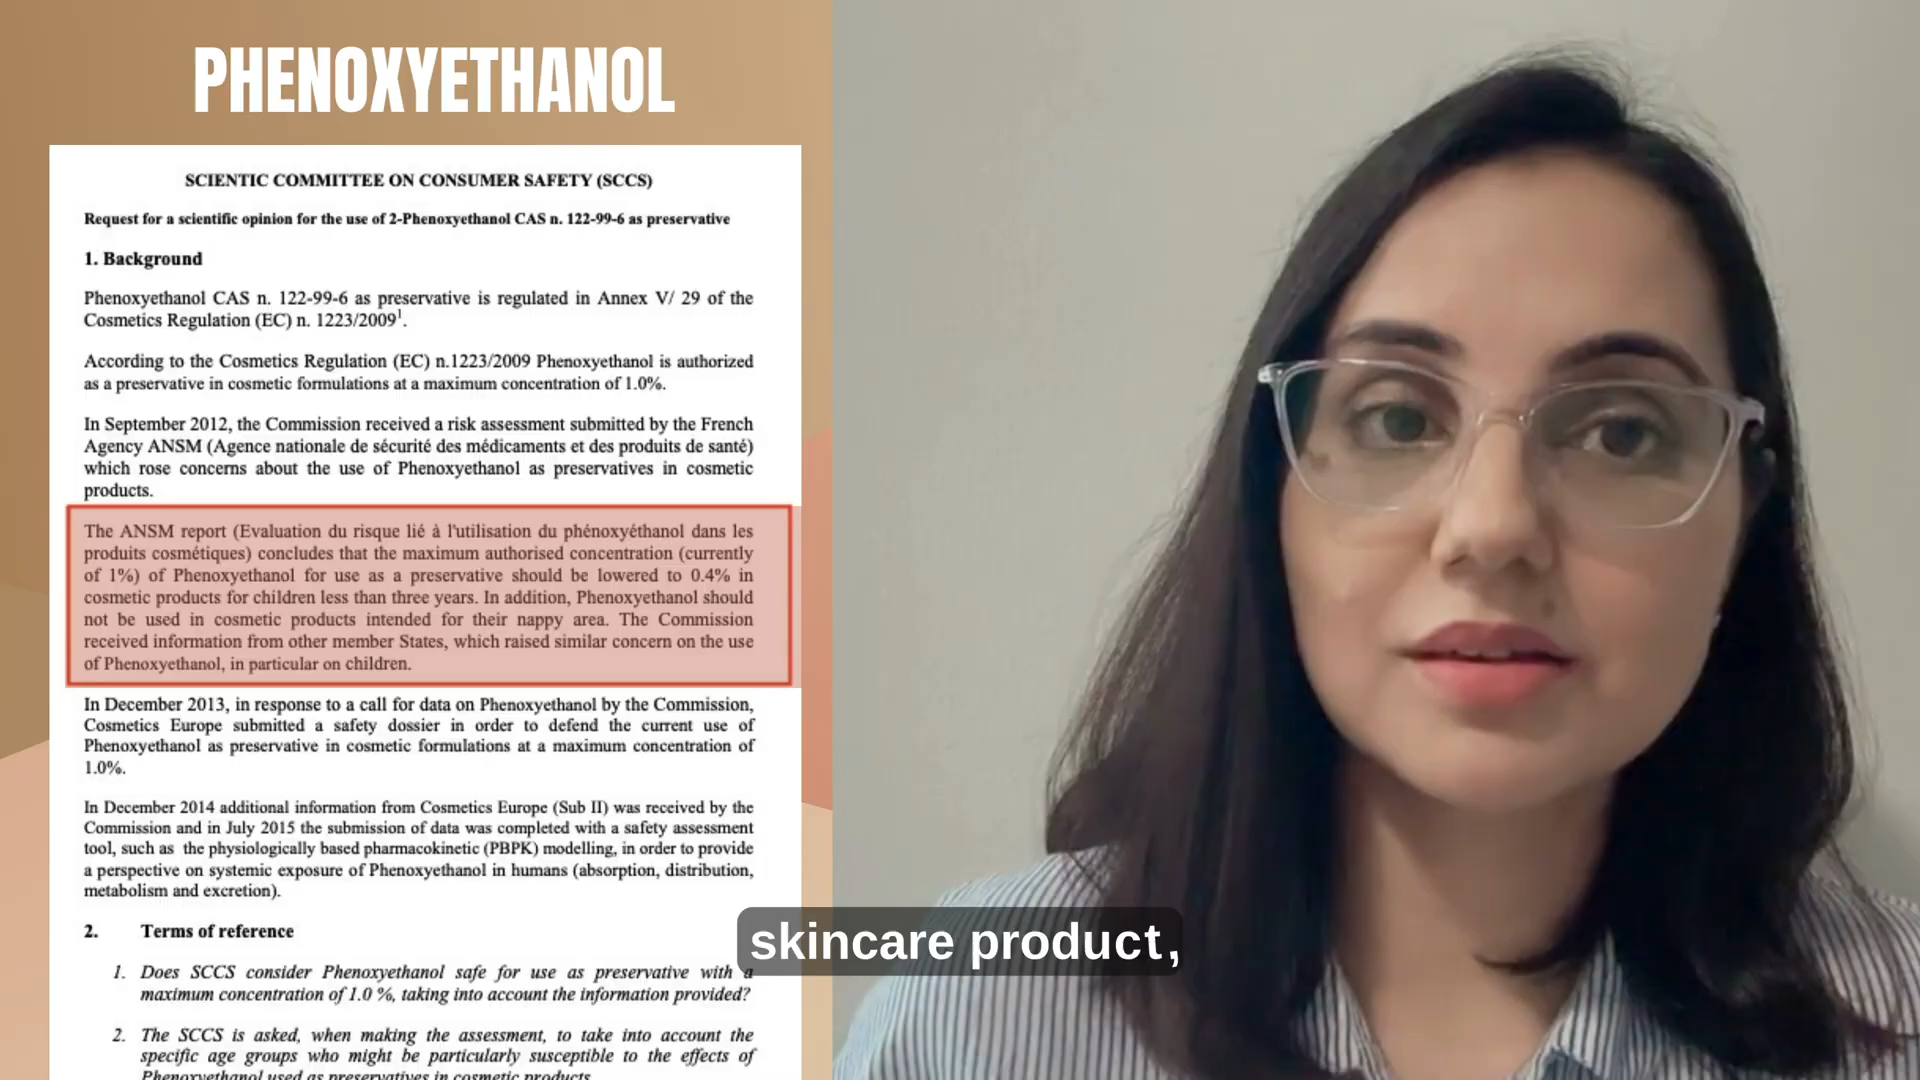 PHENOXYETHANOL
SCIENTIC COMMITTEE ON CONSUMER SAFETY (SCCS)
Request for a scientific opinion for the use of 2-Phenoxyethanol CAS n. 122-99-6 as preservative
1. Background
Phenoxyethanol CAS n. 122-99-6 as preservative is regulated in Annex V/ 29 of the
Cosmetics Regulation (EC) n. 1223/2009¹.
According to the Cosmetics Regulation (EC) n.1223/2009 Phenoxyethanol is authorized
as a preservative in cosmetic formulations at a maximum concentration of 1.0%.
In September 2012, the Commission received a risk assessment submitted by the French
Agency ANSM (Agence nationale de sécurité des médicaments et des produits de santé)
which rose concerns about the use of Phenoxyethanol as preservatives in cosmetic
products.
The ANSM report (Evaluation du risque lié à l'utilisation du phénoxyéthanol dans les
produits cosmétiques) concludes that the maximum authorised concentration (currently
of 1%) of Phenoxyethanol for use as a preservative should be lowered to 0.4% in
cosmetic products for children less than three years. In addition, Phenoxyethanol should
not be used in cosmetic products intended for their nappy area. The Commission
received information from other member States, which raised similar concern on the use
of Phenoxyethanol, in particular on children.
In December 2013, in response to a call for data on Phenoxyethanol by the Commission,
Cosmetics Europe submitted a safety dossier in order to defend the current use of
Phenoxyethanol as preservative in cosmetic formulations at a maximum concentration of
1.0%.
In December 2014 additional information from Cosmetics Europe (Sub II) was received by the
Commission and in July 2015 the submission of data was completed with a safety assessment
tool, such as the physiologically based pharmacokinetic (PBPK) modelling, in order to provide
a perspective on systemic exposure of Phenoxyethanol in humans (absorption, distribution,
metabolism and excretion).
2. Terms of reference
1. Does SCCS consider Phenoxyethanol safe for use as preservative with a
maximum concentration of 1.0 %, taking into account the information provided?
2. The SCCS is asked, when making the assessment, to take into account the
specific age groups who might be particularly susceptible to the effects of
Phenoxyethanol used as preservatives in cosmetic products.
skincare product,